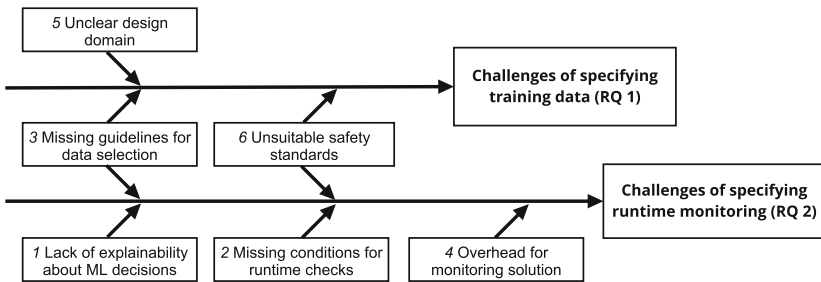 5 Unclear design
domain
Challenges of specifying
training data (RQ 1)
3 Missing guidelines for
data selection
6 Unsuitable safety
standards
Challenges of specifying
runtime monitoring (RQ 2)
1 Lack of explainability
about ML decisions
2 Missing conditions for
runtime checks
4 Overhead for
monitoring solution